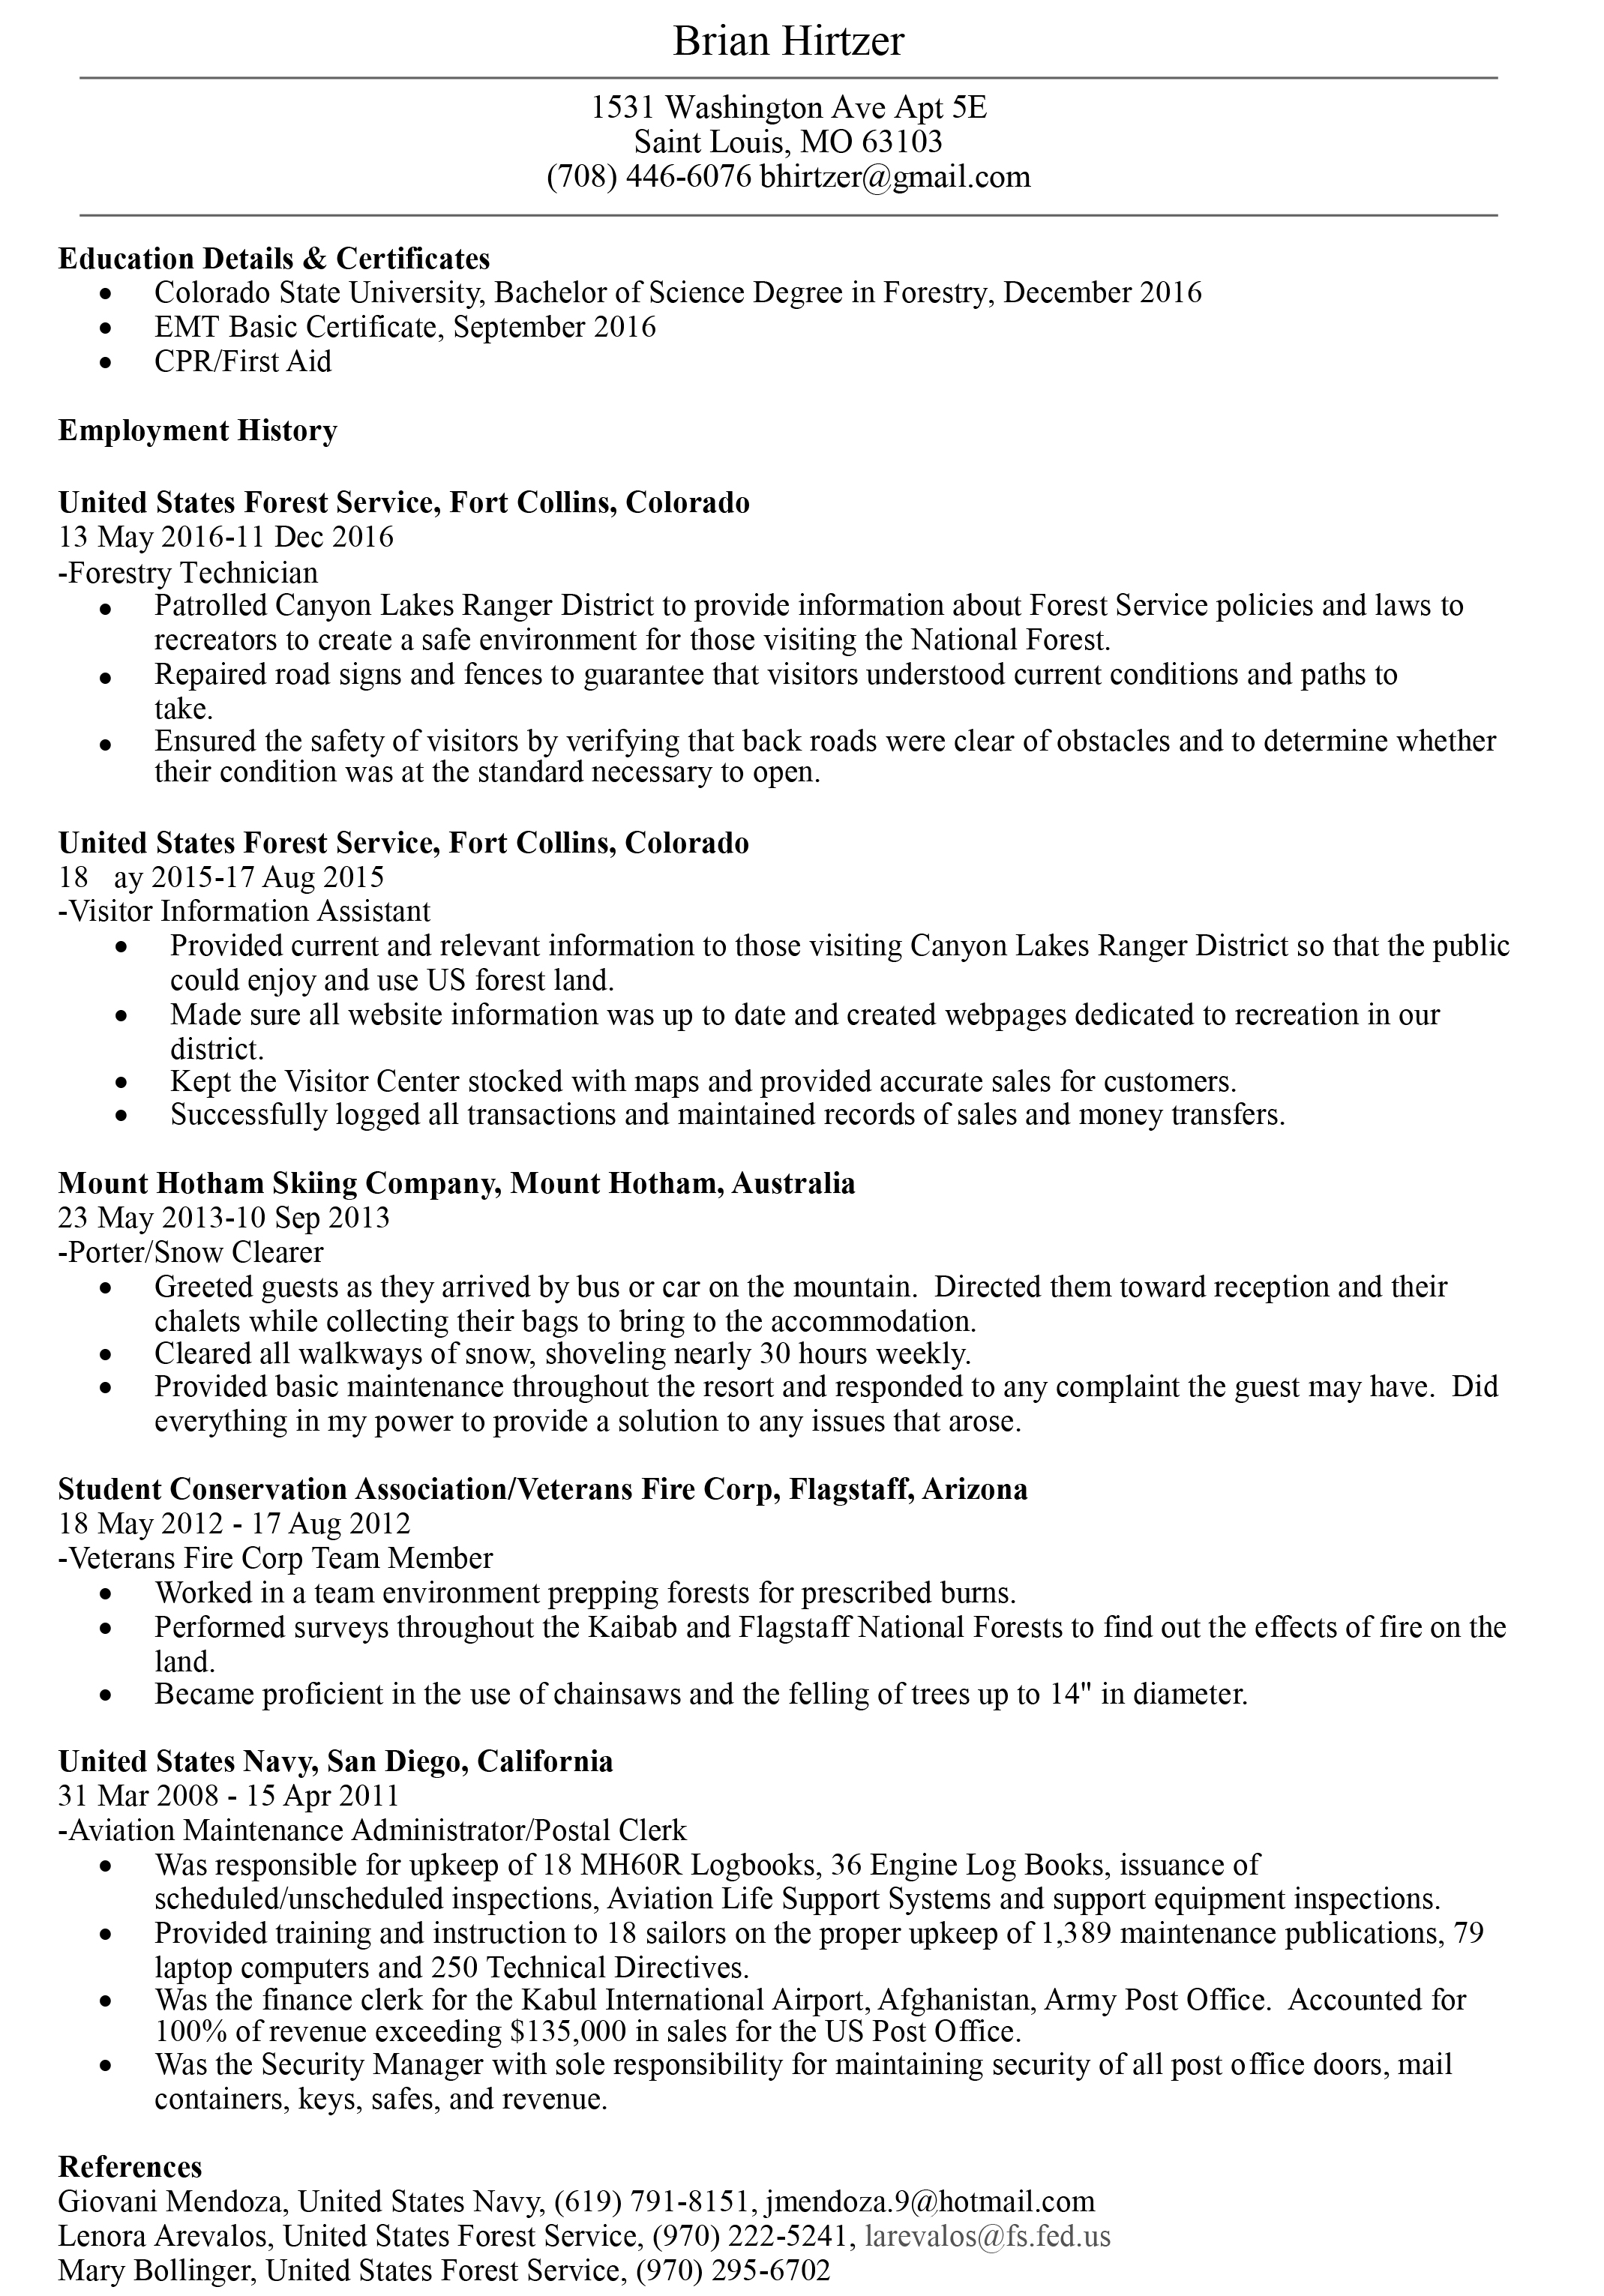 Brian Hirtzer
1531 Washington Ave Apt 5E
Saint Louis, MO 63103
(708) 446-6076 bhirtzer@gmail.com
Education Details & Certificates
• Colorado State University, Bachelor of Science Degree in Forestry, December 2016
• EMT Basic Certificate, September 2016
• CPR/First Aid
Employment History
United States Forest Service, Fort Collins, Colorado
13 May 2016-11 Dec 2016
-Forestry Technician
• Patrolled Canyon Lakes Ranger District to provide information about Forest Service policies and laws to
recreators to create a safe environment for those visiting the National Forest.
• Repaired road signs and fences to guarantee that visitors understood current conditions and paths to
take.
• Ensured the safety of visitors by verifying that back roads were clear of obstacles and to determine whether
their condition was at the standard necessary to open.
United States Forest Service, Fort Collins, Colorado
18 ay 2015-17 Aug 2015
-Visitor Information Assistant
• Provided current and relevant information to those visiting Canyon Lakes Ranger District so that the public
could enjoy and use US forest land.
• Made sure all website information was up to date and created webpages dedicated to recreation in our
district.
• Kept the Visitor Center stocked with maps and provided accurate sales for customers.
• Successfully logged all transactions and maintained records of sales and money transfers.
Mount Hotham Skiing Company, Mount Hotham, Australia
23 May 2013-10 Sep 2013
-Porter/Snow Clearer
• Greeted guests as they arrived by bus or car on the mountain.  Directed them toward reception and their
chalets while collecting their bags to bring to the accommodation.
• Cleared all walkways of snow, shoveling nearly 30 hours weekly.
• Provided basic maintenance throughout the resort and responded to any complaint the guest may have.  Did
everything in my power to provide a solution to any issues that arose.
Student Conservation Association/Veterans Fire Corp, Flagstaff, Arizona
18 May 2012 - 17 Aug 2012
-Veterans Fire Corp Team Member
• Worked in a team environment prepping forests for prescribed burns.
• Performed surveys throughout the Kaibab and Flagstaff National Forests to find out the effects of fire on the
land.
• Became proficient in the use of chainsaws and the felling of trees up to 14" in diameter.
United States Navy, San Diego, California
31 Mar 2008 - 15 Apr 2011
-Aviation Maintenance Administrator/Postal Clerk
• Was responsible for upkeep of 18 MH60R Logbooks, 36 Engine Log Books, issuance of
scheduled/unscheduled inspections, Aviation Life Support Systems and support equipment inspections.
• Provided training and instruction to 18 sailors on the proper upkeep of 1,389 maintenance publications, 79
laptop computers and 250 Technical Directives.
• Was the finance clerk for the Kabul International Airport, Afghanistan, Army Post Office.  Accounted for
100% of revenue exceeding $135,000 in sales for the US Post Office.
• Was the Security Manager with sole responsibility for maintaining security of all post office doors, mail
containers, keys, safes, and revenue.
References
Giovani Mendoza, United States Navy, (619) 791-8151, jmendoza.9@hotmail.com
Lenora Arevalos, United States Forest Service, (970) 222-5241, larevalos@fs.fed.us
Mary Bollinger, United States Forest Service, (970) 295-6702